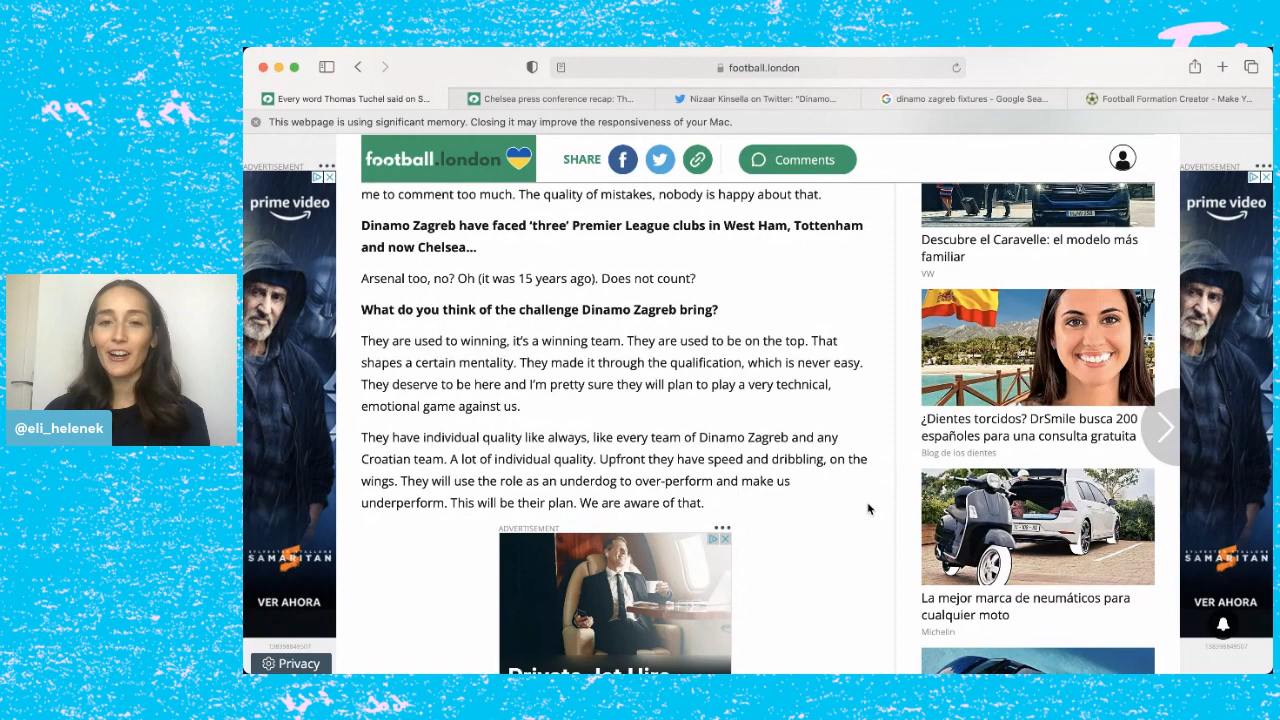 football.london
Every word Thomas Tuchel said on S...
Chelsea press conference recap: Th...
Nizaar Kinsella on Twitter: "Dinamo...
dinamo zagreb fixtures - Google Sea...
Football Formation Creator - Make Y...
This webpage is using significant memory. Closing it may improve the responsiveness of your Mac.
football.london
SHARE
Comments
ADVERTISEMENT
prime video
SAMARITAN
VER AHORA
138398849507
Privacy
@eli_helenek
me to comment too much. The quality of mistakes, nobody is happy about that.
Dinamo Zagreb have faced ‘three’ Premier League clubs in West Ham, Tottenham
and now Chelsea…
Arsenal too, no? Oh (it was 15 years ago). Does not count?
What do you think of the challenge Dinamo Zagreb bring?
They are used to winning, it’s a winning team. They are used to be on the top. That
shapes a certain mentality. They made it through the qualification, which is never easy.
They deserve to be here and I’m pretty sure they will plan to play a very technical,
emotional game against us.
They have individual quality like always, like every team of Dinamo Zagreb and any
Croatian team. A lot of individual quality. Upfront they have speed and dribbling, on the
wings. They will use the role as an underdog to over-perform and make us
underperform. This will be their plan. We are aware of that.
ADVERTISEMENT
Private Jet Hire
Descubre el Caravelle: el modelo más
familiar
VW
¿Dientes torcidos? DrSmile busca 200
españoles para una consulta gratuita
Blog de los dientes
La mejor marca de neumáticos para
cualquier moto
Michelin
ADVERTISEMENT
prime video
SAMARITAN
VER AHORA
138398849507